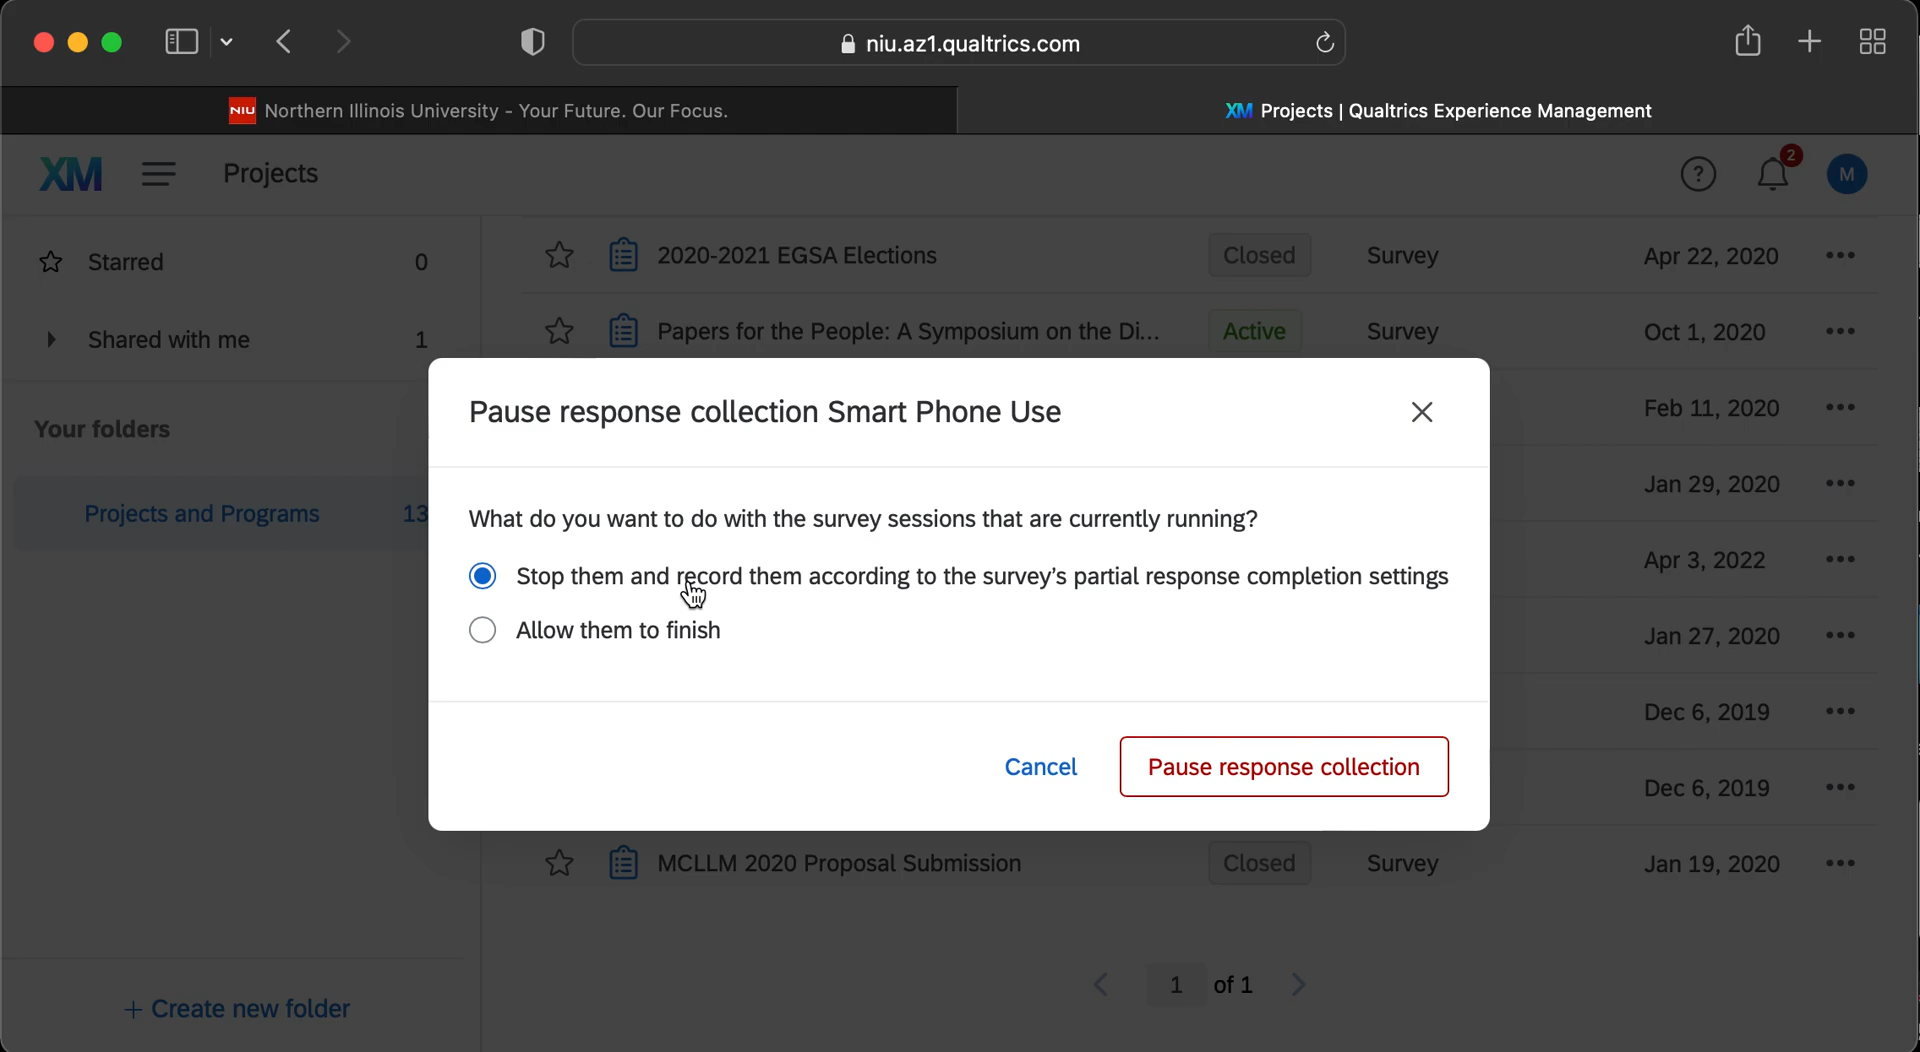 niu.az1.qualtrics.com
NIU Northern Illinois University - Your Future. Our Focus.
XM Projects | Qualtrics Experience Management
XM Projects ? 2 M
Starred 0
Shared with me 1
Your folders
Projects and Programs 13
+ Create new folder
2020-2021 EGSA Elections Closed Survey Apr 22, 2020 •••
Papers for the People: A Symposium on the Di... Active Survey Oct 1, 2020 •••
Feb 11, 2020 •••
Jan 29, 2020 •••
Apr 3, 2022 •••
Jan 27, 2020 •••
Dec 6, 2019 •••
Dec 6, 2019 •••
MCLLM 2020 Proposal Submission Closed Survey Jan 19, 2020 •••
1 of 1
Pause response collection Smart Phone Use
What do you want to do with the survey sessions that are currently running?
Stop them and record them according to the survey’s partial response completion settings
Allow them to finish
Cancel Pause response collection